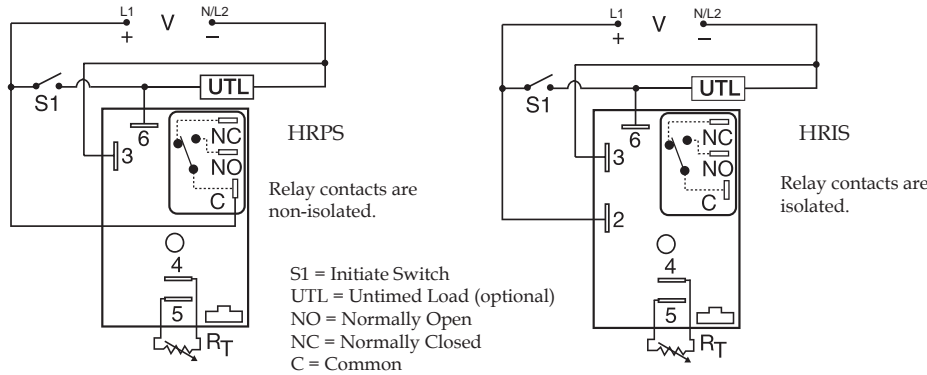 L1 V N/L2
+ −
S1 UTL
6
3
NC
NO
C
4
5
RT
HRPS
Relay contacts are
non-isolated.
S1 = Initiate Switch
UTL = Untimed Load (optional)
NO = Normally Open
NC = Normally Closed
C = Common
L1 V N/L2
+ −
S1 UTL
6
3
2
NC
NO
C
4
5
RT
HRIS
Relay contacts are
isolated.